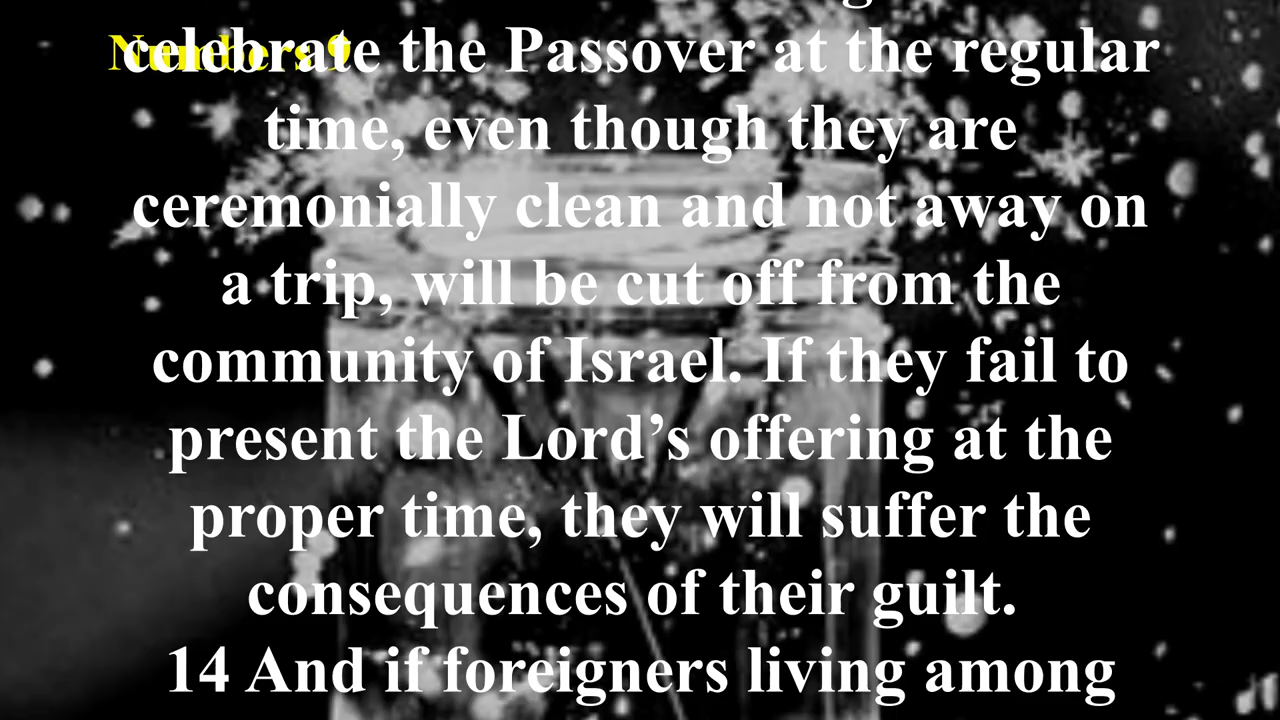 Numbers 9
celebrate the Passover at the regular
time, even though they are
ceremonially clean and not away on
a trip, will be cut off from the
community of Israel. If they fail to
present the Lord’s offering at the
proper time, they will suffer the
consequences of their guilt.
14 And if foreigners living among